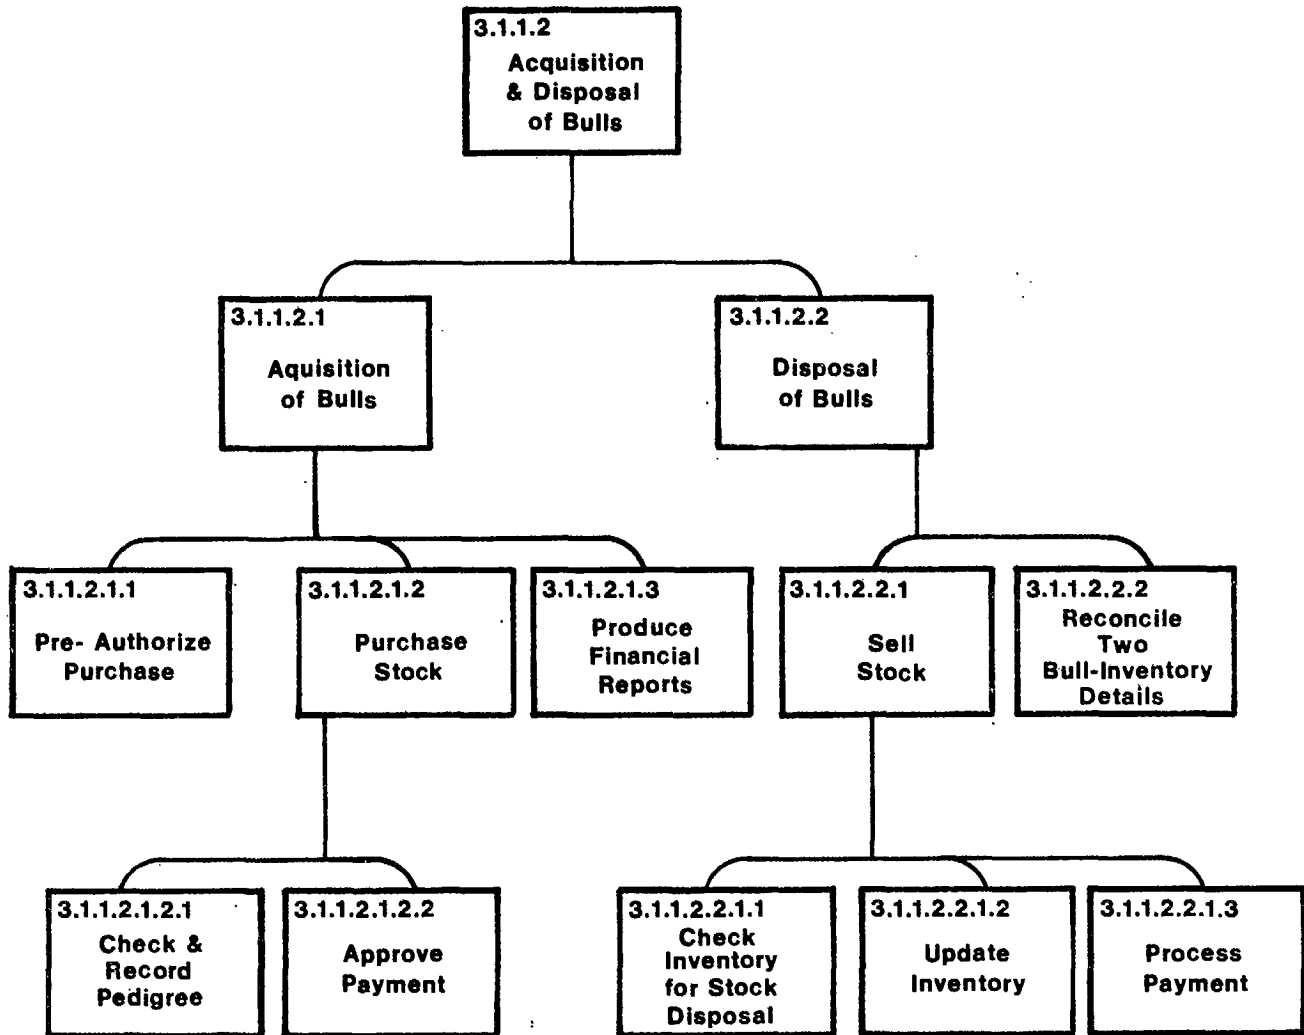 3.1.1.2
Acquisition
& Disposal
of Bulls
3.1.1.2.1
Aquisition
of Bulls
3.1.1.2.2
Disposal
of Bulls
3.1.1.2.1.1
Pre- Authorize
Purchase
3.1.1.2.1.2
Purchase
Stock
3.1.1.2.1.3
Produce
Financial
Reports
3.1.1.2.2.1
Sell
Stock
3.1.1.2.2.2
Reconcile
Two
Bull-Inventory
Details
3.1.1.2.1.2.1
Check &
Record
Pedigree
3.1.1.2.1.2.2
Approve
Payment
3.1.1.2.2.1.1
Check
Inventory
for Stock
Disposal
3.1.1.2.2.1.2
Update
Inventory
3.1.1.2.2.1.3
Process
Payment